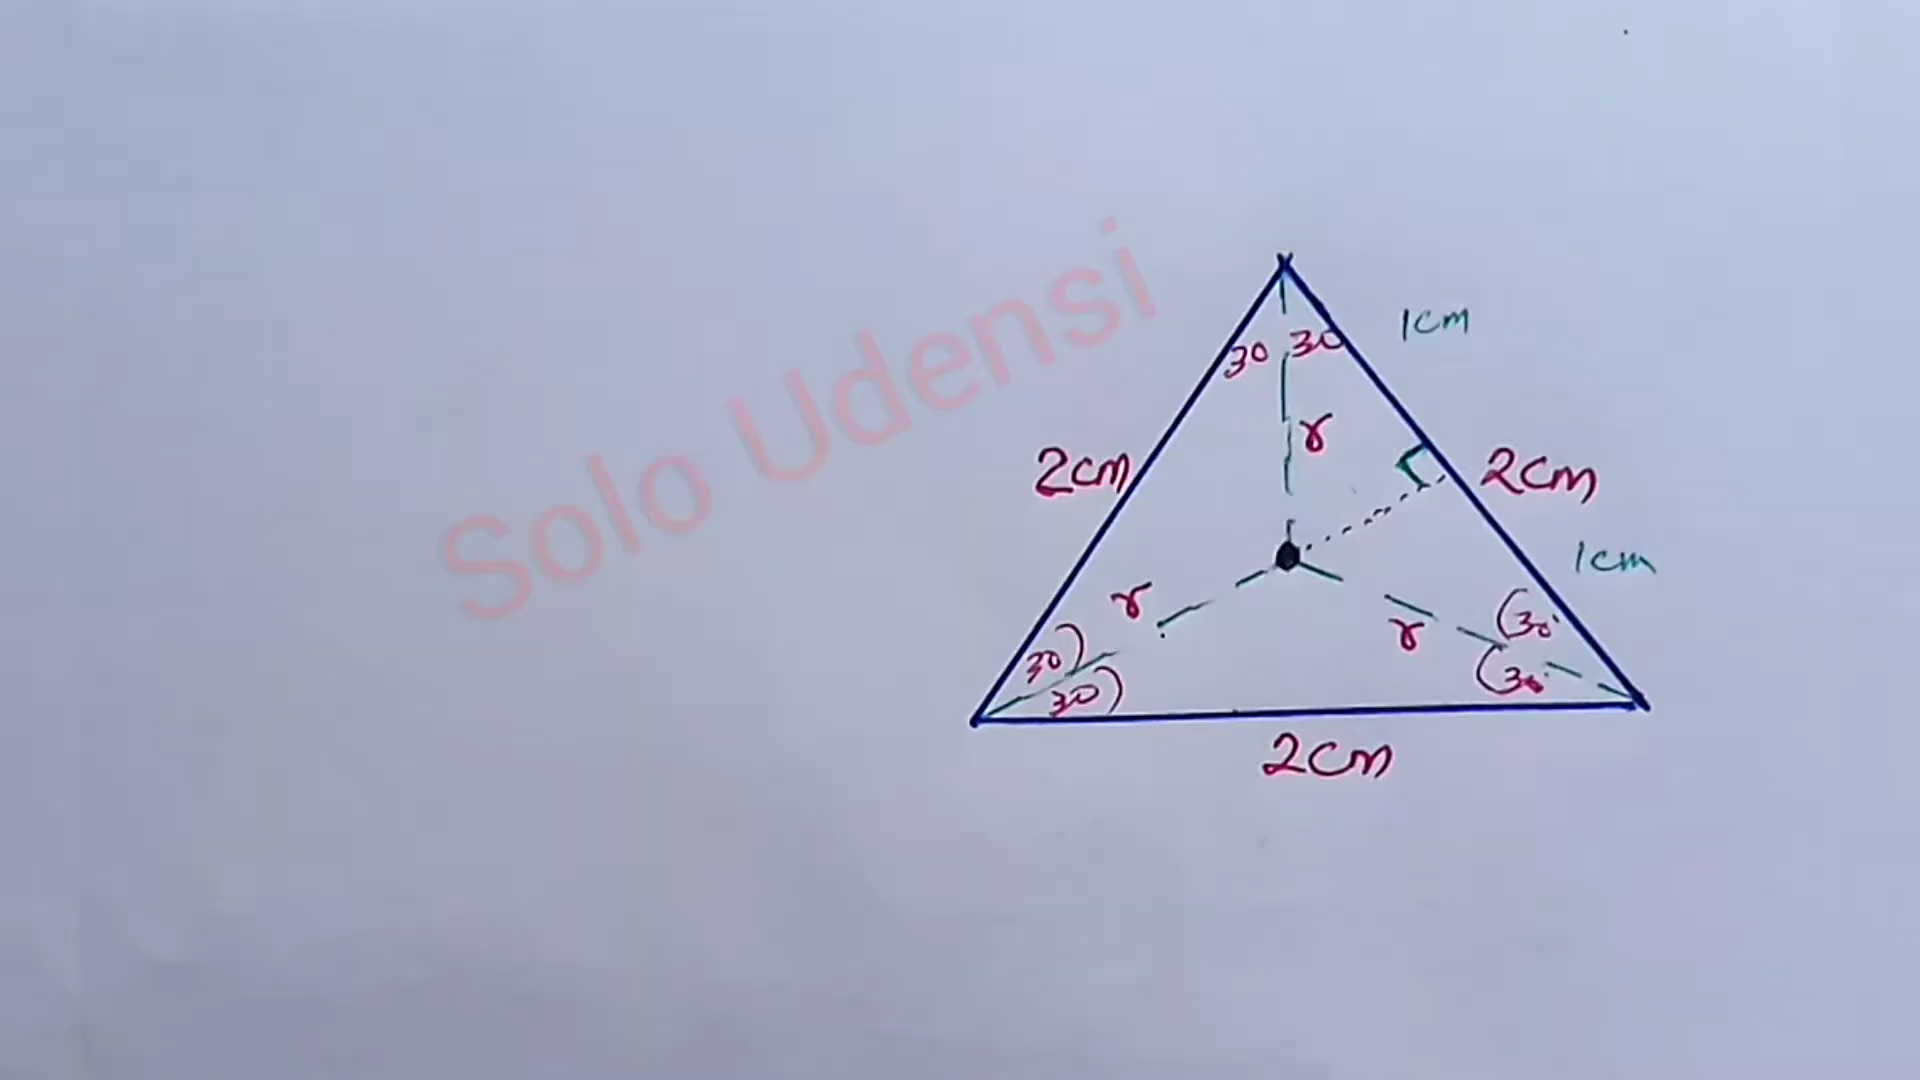 Solo Udensi
1cm
30 30
r
2cm 2cm
1cm
r r
30 30
30 30
2cm